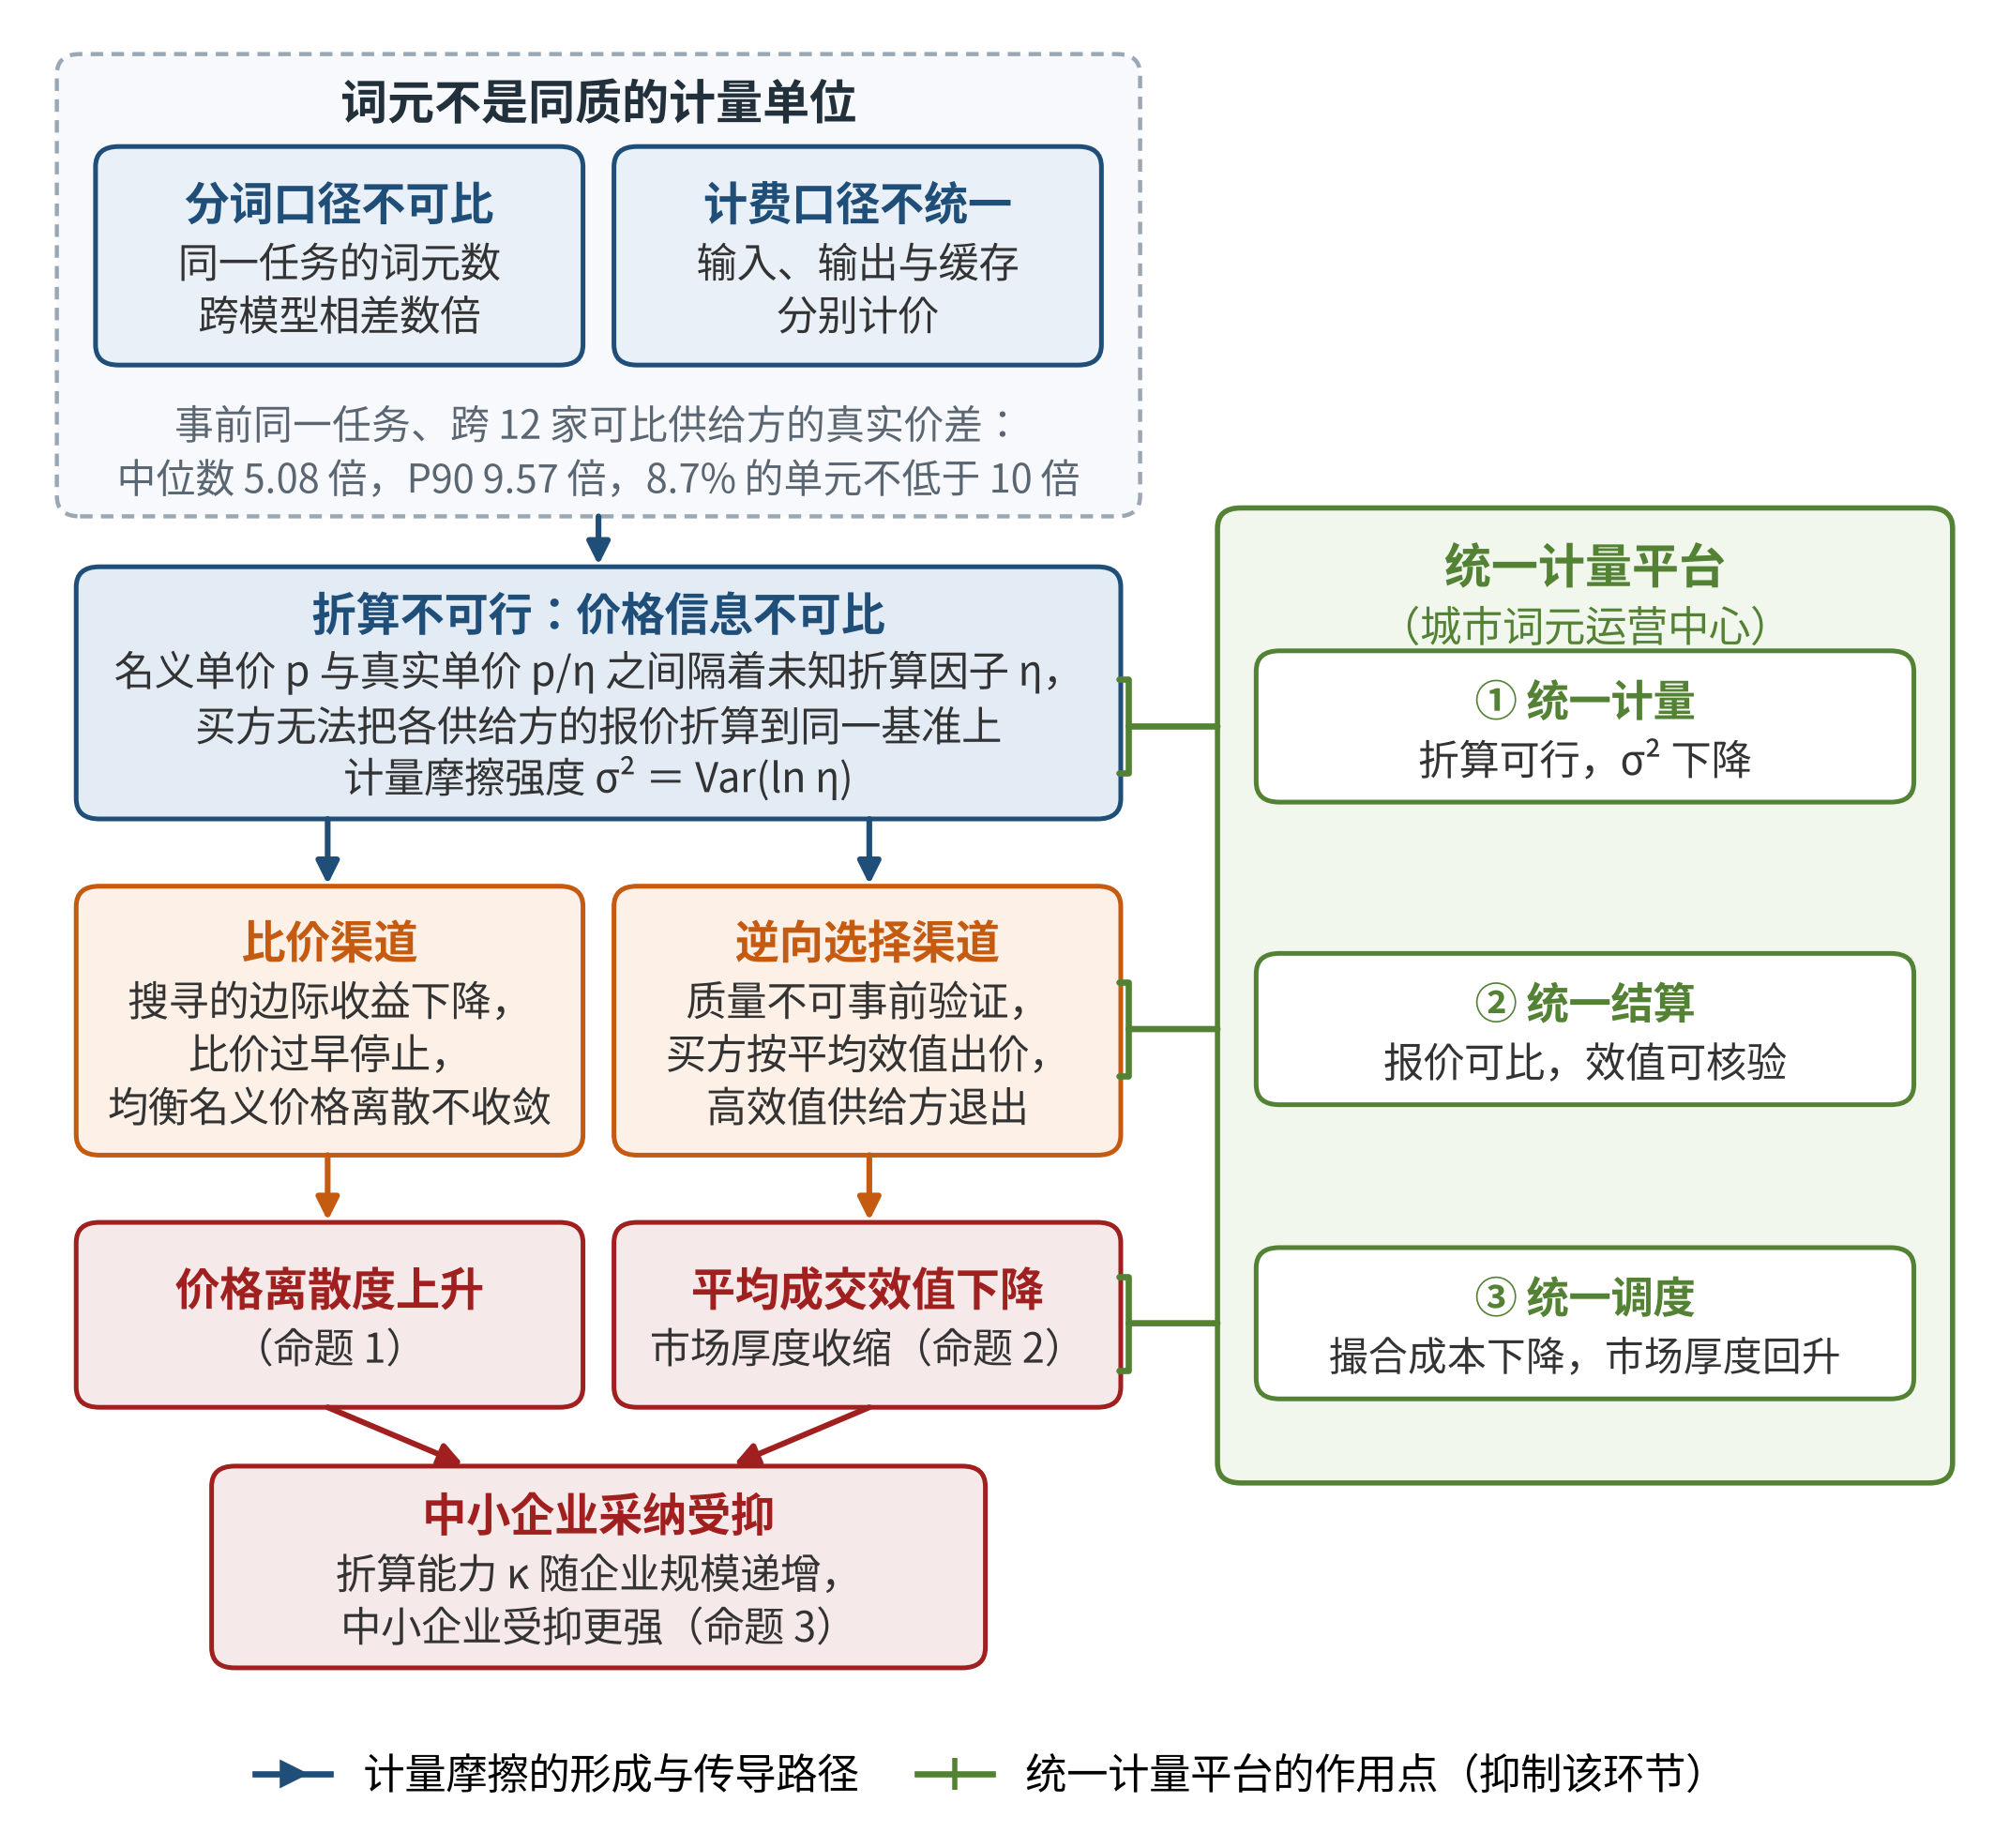 词元不是同质的计量单位
分词口径不可比
同一任务的词元数
跨模型相差数倍
计费口径不统一
输入、输出与缓存
分别计价
事前同一任务、跨 12 家可比供给方的真实价差：
中位数 5.08 倍，P90 9.57 倍，8.7% 的单元不低于 10 倍
折算不可行：价格信息不可比
名义单价 p 与真实单价 p/η 之间隔着未知折算因子 η，
买方无法把各供给方的报价折算到同一基准上
计量摩擦强度 σ² ＝ Var(ln η)
比价渠道
搜寻的边际收益下降，
比价过早停止，
均衡名义价格离散不收敛
逆向选择渠道
质量不可事前验证，
买方按平均效值出价，
高效值供给方退出
价格离散度上升
（命题 1）
平均成交效值下降
市场厚度收缩（命题 2）
中小企业采纳受抑
折算能力 κ 随企业规模递增，
中小企业受抑更强（命题 3）
统一计量平台
（城市词元运营中心）
① 统一计量
折算可行，σ² 下降
② 统一结算
报价可比，效值可核验
③ 统一调度
撮合成本下降，市场厚度回升
计量摩擦的形成与传导路径
统一计量平台的作用点（抑制该环节）